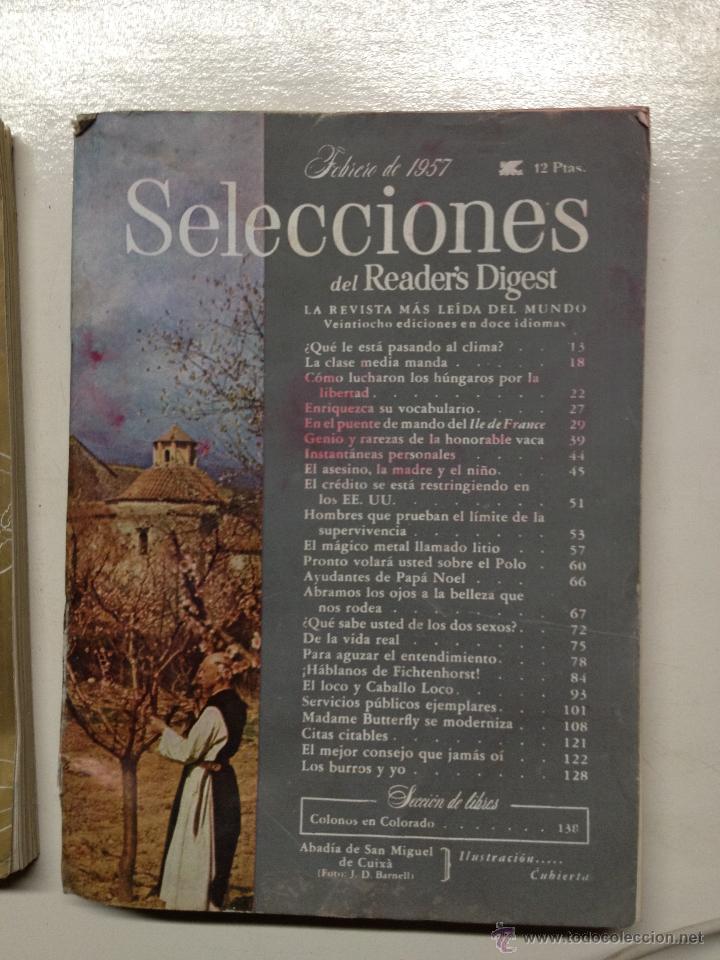 Febrero de 1957 12 Ptas.
Selecciones
del Reader's Digest
LA REVISTA MÁS LEÍDA DEL MUNDO
Veintiocho ediciones en doce idiomas
¿Qué le está pasando al clima? . . 13
La clase media manda . . . . . 18
Cómo lucharon los húngaros por la
libertad . . . . . . . . . . 22
Enriquezca su vocabulario . . . . 27
En el puente de mando del Ile de France 29
Genio y rarezas de la honorable vaca 39
Instantáneas personales . . . . 44
El asesino, la madre y el niño . . . 45
El crédito se está restringiendo en
los EE. UU. . . . . . . . . . 51
Hombres que prueban el límite de la
supervivencia . . . . . . . . 53
El mágico metal llamado litio . . . 57
Pronto volará usted sobre el Polo . 60
Ayudantes de Papá Noel . . . . 66
Abramos los ojos a la belleza que
nos rodea . . . . . . . . . . 67
¿Qué sabe usted de los dos sexos? . . 72
De la vida real . . . . . . . . 75
Para aguzar el entendimiento . . . 78
¡Háblanos de Fichtenhorst! . . . . 84
El loco y Caballo Loco . . . . . 93
Servicios públicos ejemplares . . . 101
Madame Butterfly se moderniza . . 108
Citas citables . . . . . . . . 121
El mejor consejo que jamás oí . . 122
Los burros y yo . . . . . . . 128
Sección de libros
Colonos en Colorado . . . . . . . 138
Abadía de San Miguel
de Cuixà
(Foto: J. D. Barnell)
Ilustración.....
Cubierta
www.todocoleccion.net